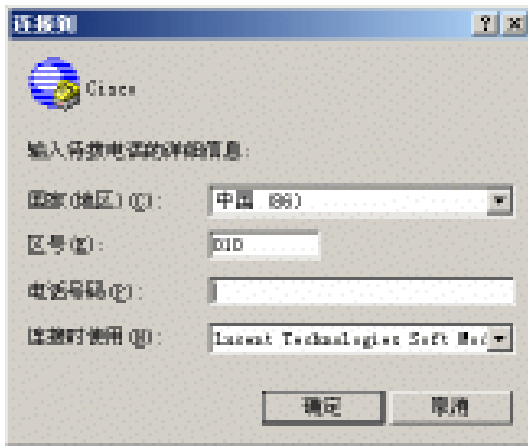 连接到
Cisco
输入待拨电话的详细信息:
国家(地区)(C): 中国 (86)
区号(E): 010
电话号码(P):
连接时使用(N): Lucent Technologies Soft Mod
确定 取消